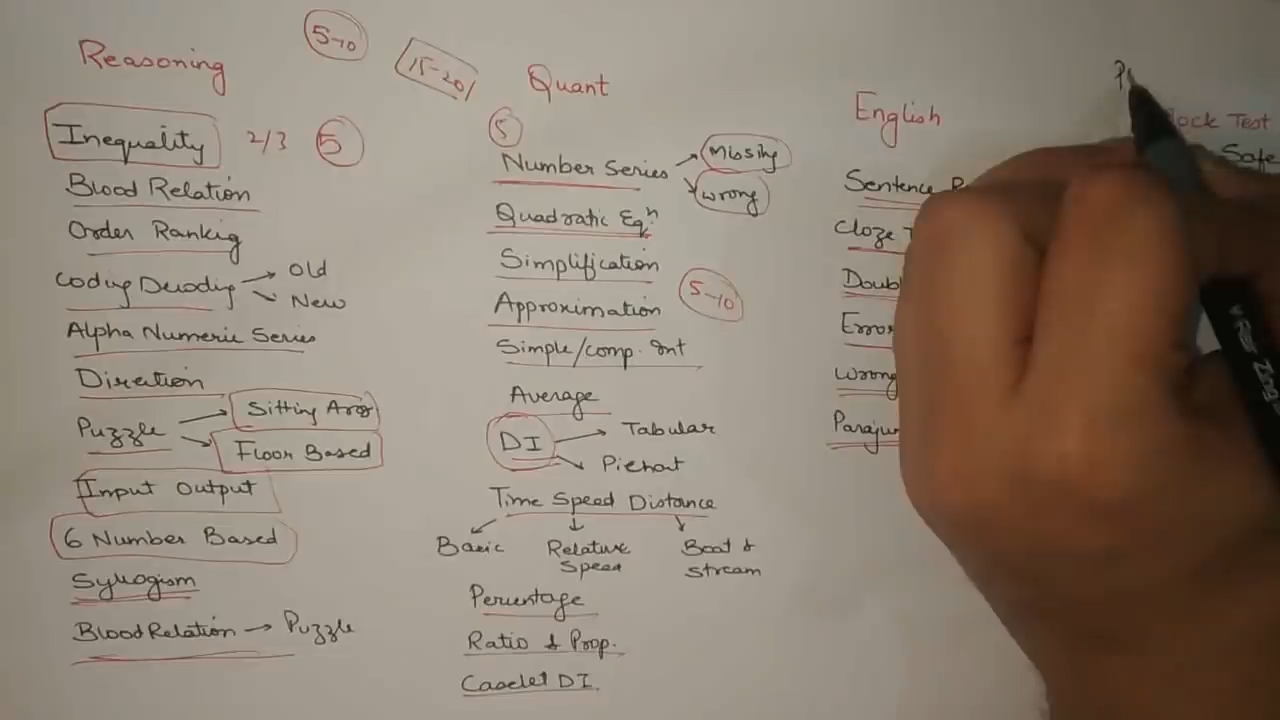 5-10
15-20/
Reasoning
Inequality 2/3 5
Blood Relation
Order Ranking
Coding Decoding Old
New
Alpha Numeric Series
Direction
Puzzle Sitting Arr
Floor Based
Input Output
6 Number Based
Syllogism
Blood Relation → Puzzle
Quant
5
Number Series Missing
wrong
Quadratic Eqn
Simplification
5-10
Approximation
Simple/comp. Int
Average
DI Tabular
Piechart
Time Speed Distance
Basic Relative Speed Boat & stream
Percentage
Ratio & Prop.
Caselet DI.
English
Sentence
Cloze
Error
Wrong
Test
Safe